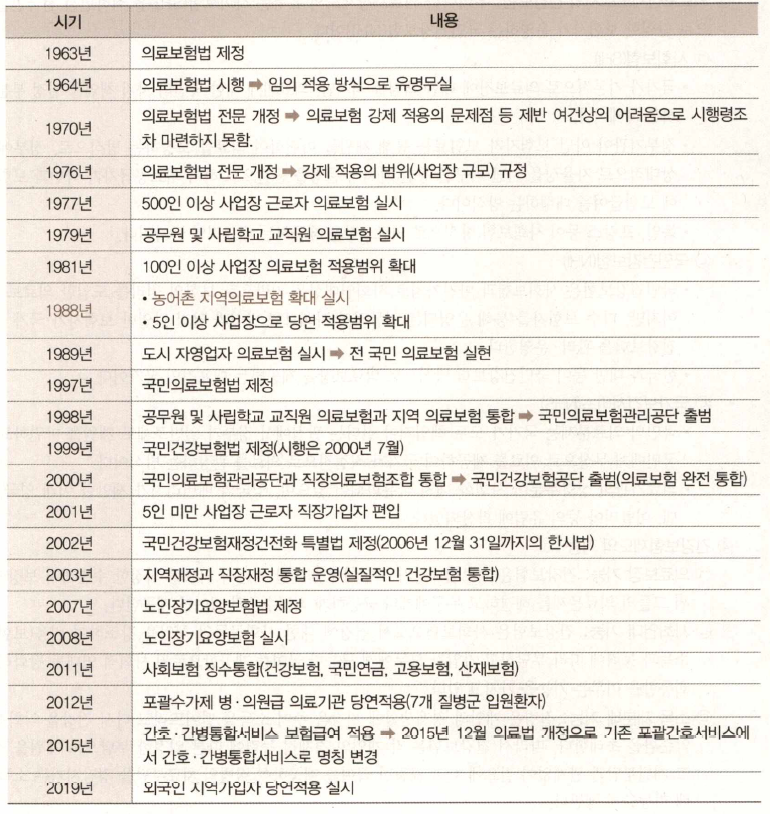 시기 내용
1963년 의료보험법 제정
1964년 의료보험법 시행 ➡ 임의 적용 방식으로 유명무실
1970년 의료보험법 전문 개정 ➡ 의료보험 강제 적용의 문제점 등 제반 여건상의 어려움으로 시행령조
차 마련하지 못함.
1976년 의료보험법 전문 개정 ➡ 강제 적용의 범위(사업장 규모) 규정
1977년 500인 이상 사업장 근로자 의료보험 실시
1979년 공무원 및 사립학교 교직원 의료보험 실시
1981년 100인 이상 사업장 의료보험 적용범위 확대
1988년 • 농어촌 지역의료보험 확대 실시
• 5인 이상 사업장으로 당연 적용범위 확대
1989년 도시 자영업자 의료보험 실시 ➡ 전 국민 의료보험 실현
1997년 국민의료보험법 제정
1998년 공무원 및 사립학교 교직원 의료보험과 지역 의료보험 통합 ➡ 국민의료보험관리공단 출범
1999년 국민건강보험법 제정(시행은 2000년 7월)
2000년 국민의료보험관리공단과 직장의료보험조합 통합 ➡ 국민건강보험공단 출범(의료보험 완전 통합)
2001년 5인 미만 사업장 근로자 직장가입자 편입
2002년 국민건강보험재정건전화 특별법 제정(2006년 12월 31일까지의 한시법)
2003년 지역재정과 직장재정 통합 운영(실질적인 건강보험 통합)
2007년 노인장기요양보험법 제정
2008년 노인장기요양보험 실시
2011년 사회보험 징수통합(건강보험, 국민연금, 고용보험, 산재보험)
2012년 포괄수가제 병·의원급 의료기관 당연적용(7개 질병군 입원환자)
2015년 간호·간병통합서비스 보험급여 적용 ➡ 2015년 12월 의료법 개정으로 기존 포괄간호서비스에
서 간호·간병통합서비스로 명칭 변경
2019년 외국인 지역가입자 당연적용 실시